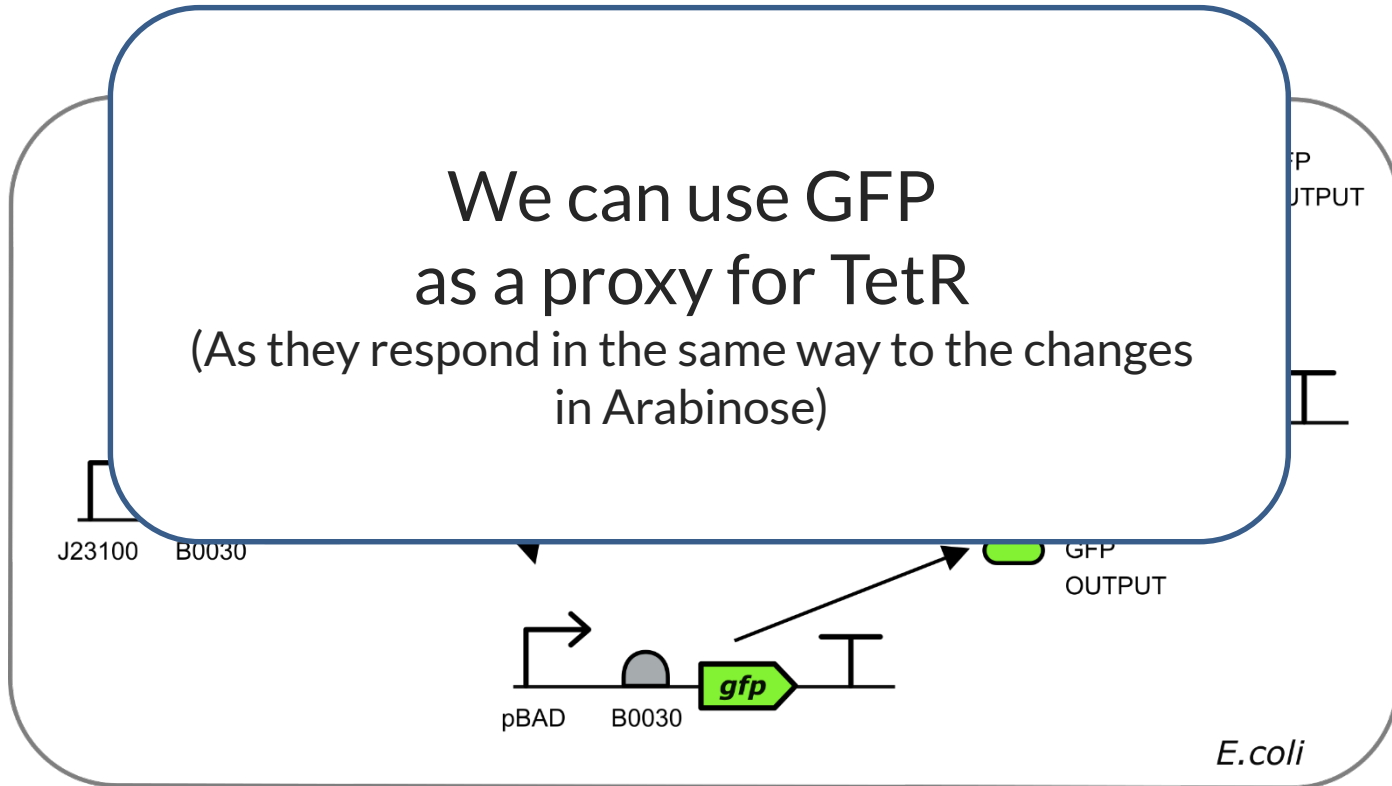 We can use GFP
as a proxy for TetR
(As they respond in the same way to the changes
in Arabinose)
J23100 B0030
GFP
OUTPUT
gfp
pBAD B0030
E.coli